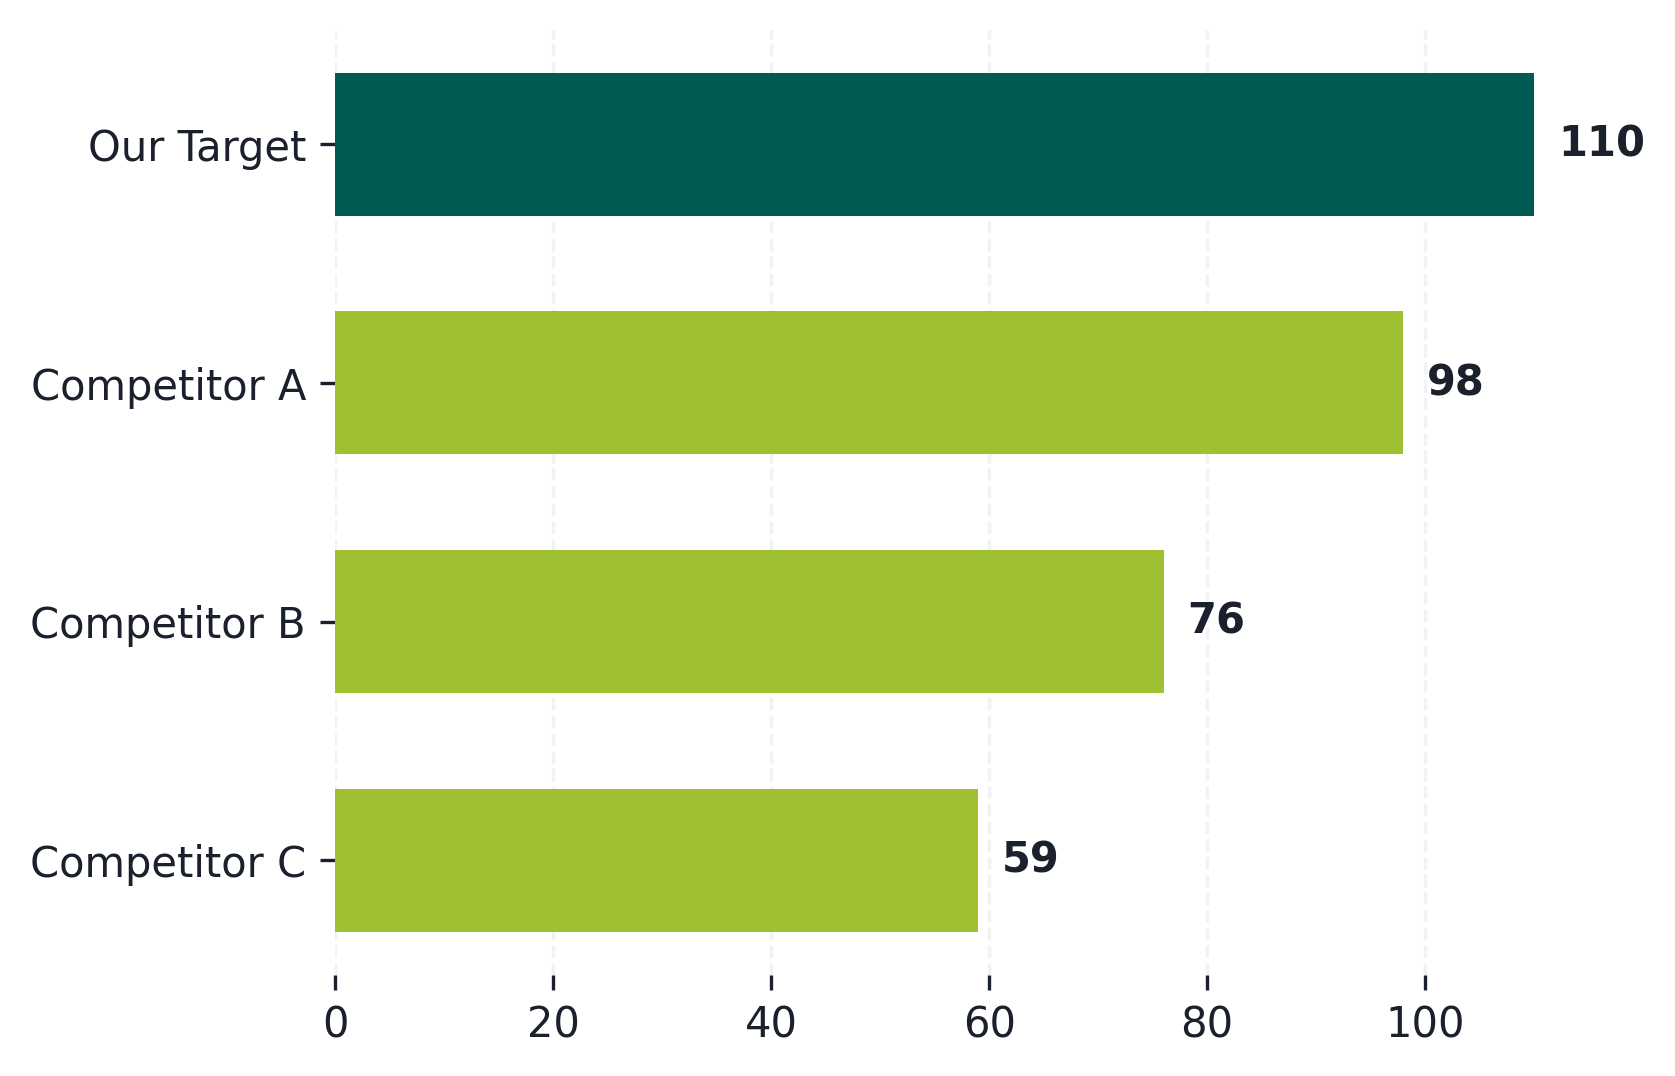 Our Target 110
Competitor A 98
Competitor B 76
Competitor C 59
0 20 40 60 80 100